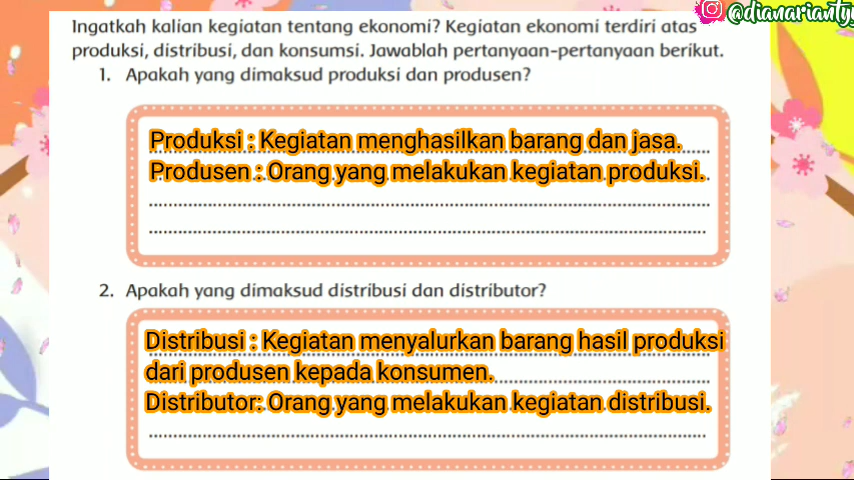 @dianarianty
Ingatkah kalian kegiatan tentang ekonomi? Kegiatan ekonomi terdiri atas
produksi, distribusi, dan konsumsi. Jawablah pertanyaan-pertanyaan berikut.
1. Apakah yang dimaksud produksi dan produsen?
Produksi : Kegiatan menghasilkan barang dan jasa.
Produsen : Orang yang melakukan kegiatan produksi.
2. Apakah yang dimaksud distribusi dan distributor?
Distribusi : Kegiatan menyalurkan barang hasil produksi
dari produsen kepada konsumen.
Distributor: Orang yang melakukan kegiatan distribusi.